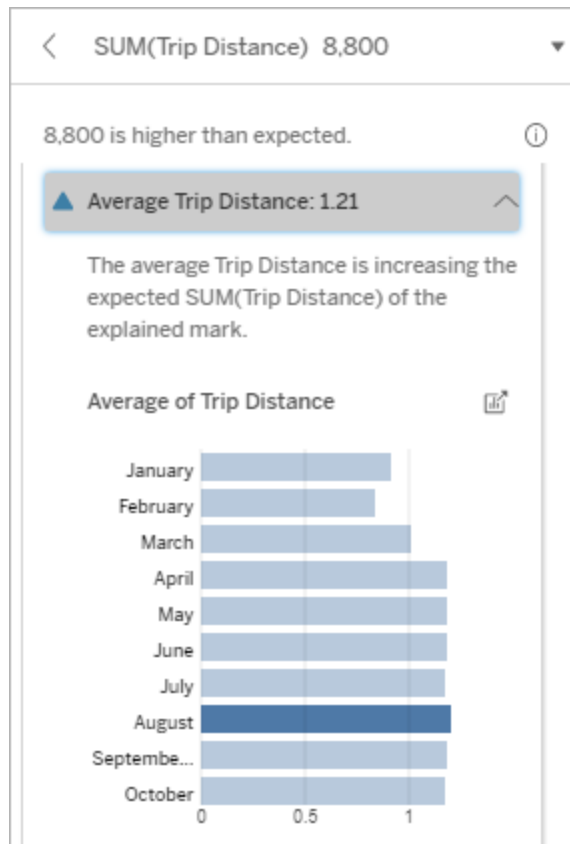 SUM(Trip Distance) 8,800
8,800 is higher than expected.
Average Trip Distance: 1.21
The average Trip Distance is increasing the
expected SUM(Trip Distance) of the
explained mark.
Average of Trip Distance
January
February
March
April
May
June
July
August
Septembe...
October
0 0.5 1